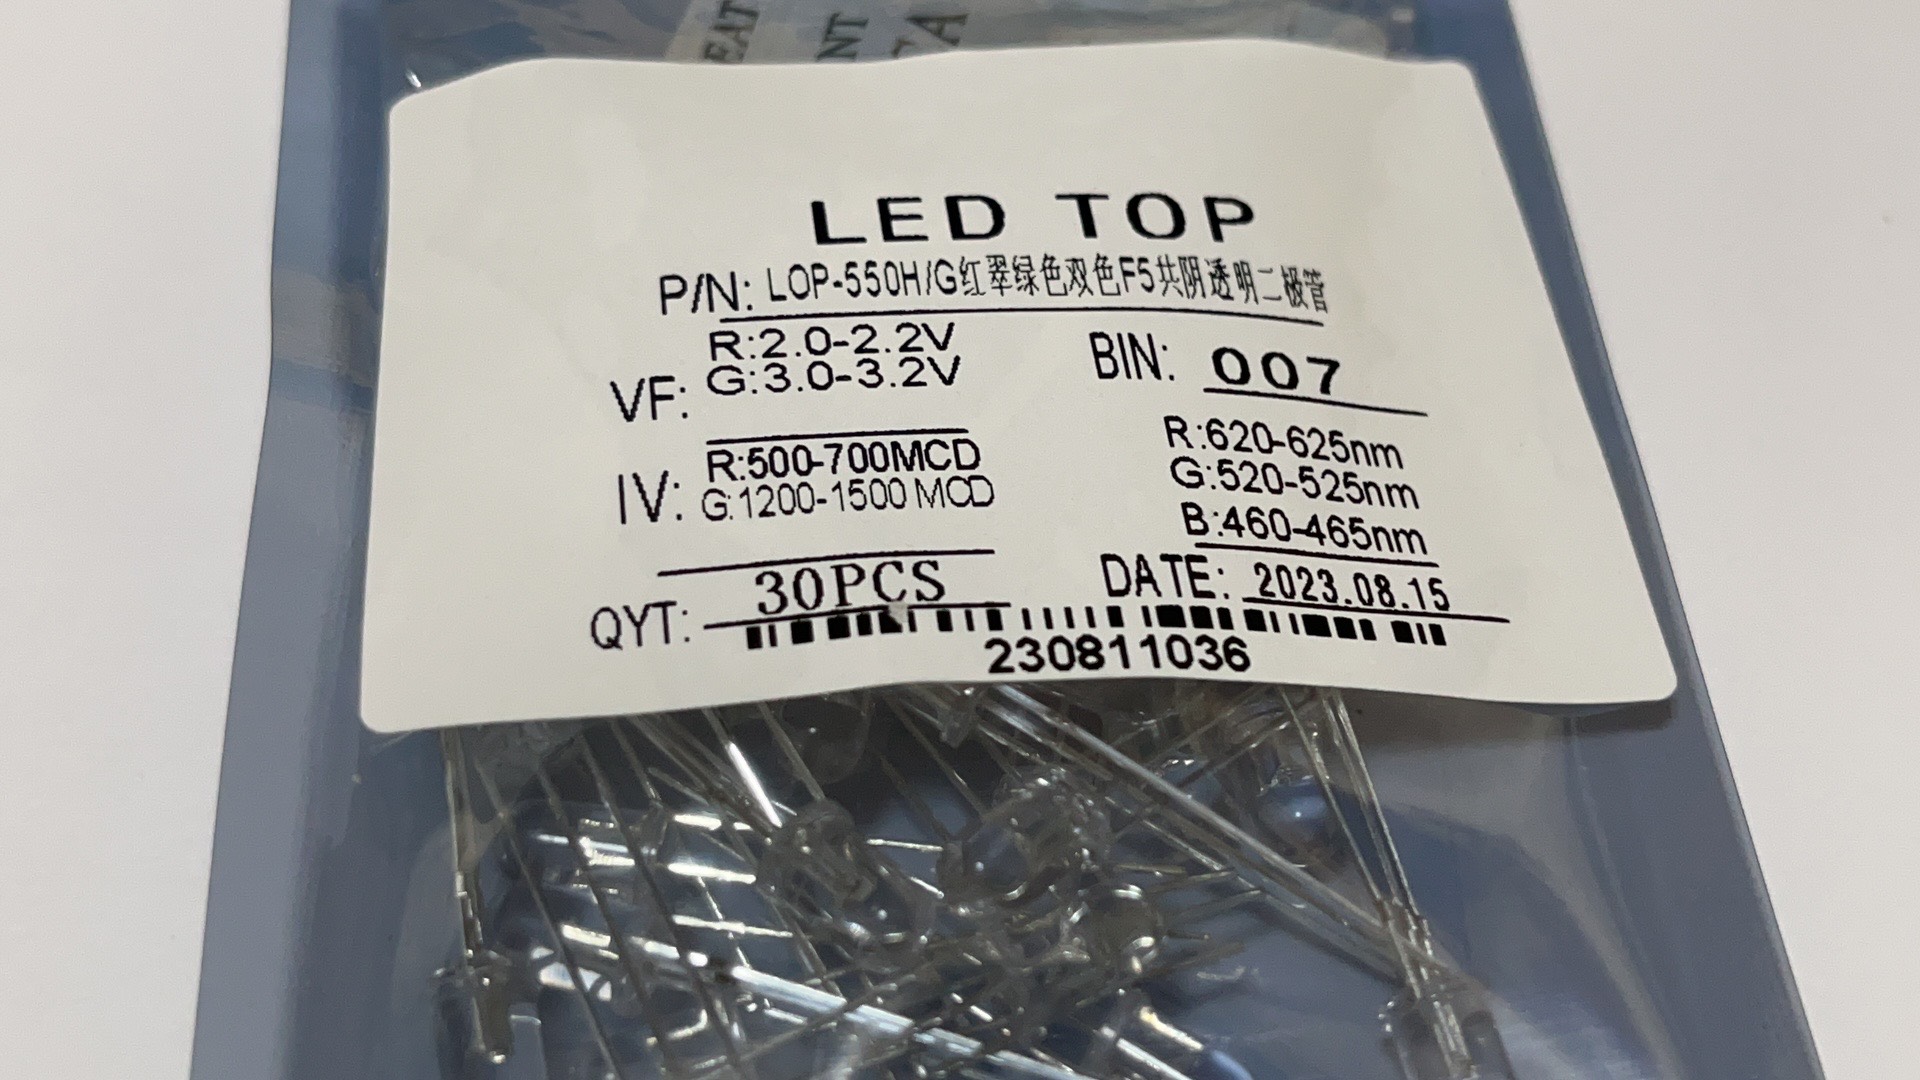 LED TOP
P/N: LOP-550H/G红翠绿色双色F5共阴透明二极管
VF: R:2.0-2.2V
G:3.0-3.2V
BIN: 007
IV: R:500-700MCD
G:1200-1500 MCD
R:620-625nm
G:520-525nm
B:460-465nm
QYT: 30PCS
DATE: 2023.08.15
230811036